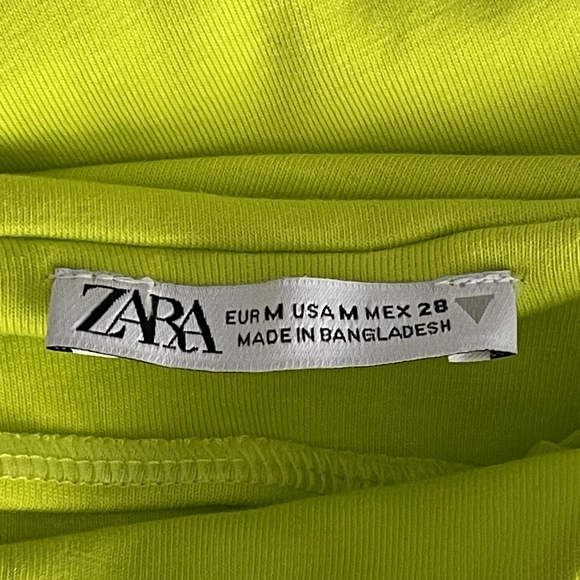 ZARA
EUR M USA M MEX 28
MADE IN BANGLADESH